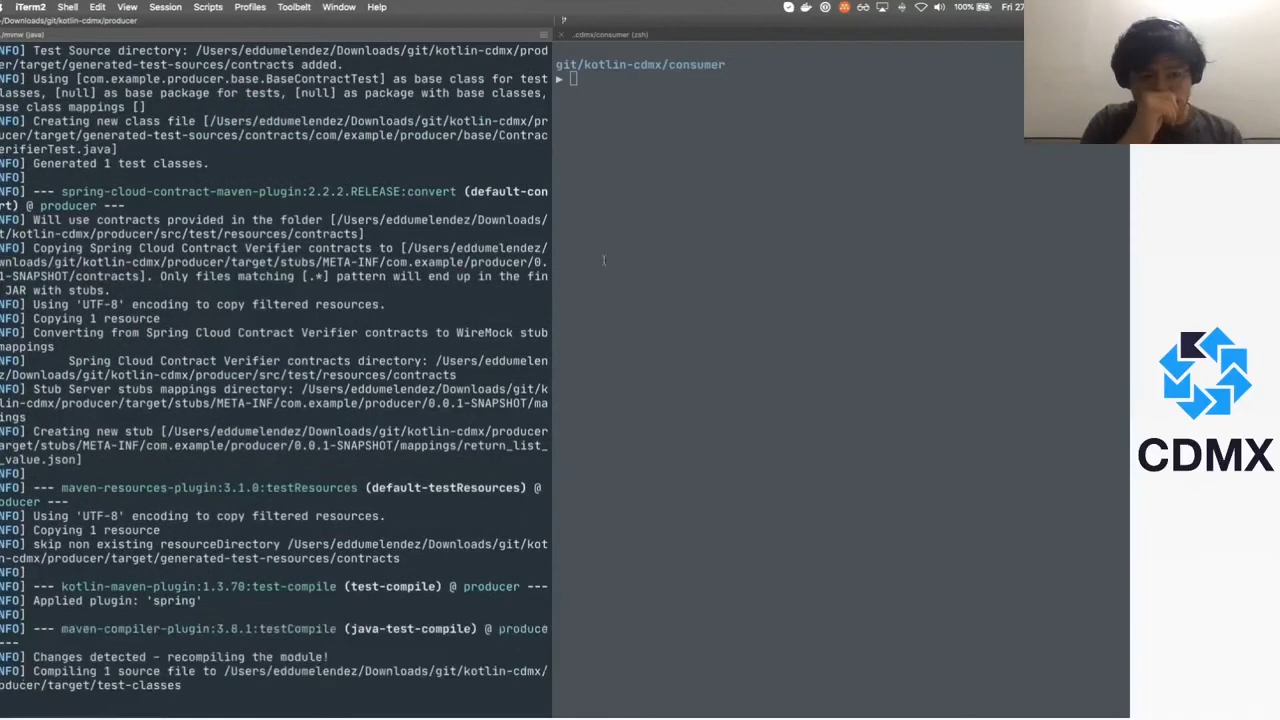 iTerm2 Shell Edit View Session Scripts Profiles Toolbelt Window Help 100% Fri 27
~/Downloads/git/kotlin-cdmx/producer
./mvnw (java)
NFO] Test Source directory: /Users/eddumelendez/Downloads/git/kotlin-cdmx/prod
er/target/generated-test-sources/contracts added.
NFO] Using [com.example.producer.base.BaseContractTest] as base class for test
lasses, [null] as base package for tests, [null] as package with base classes,
ase class mappings []
NFO] Creating new class file [/Users/eddumelendez/Downloads/git/kotlin-cdmx/pr
ducer/target/generated-test-sources/contracts/com/example/producer/base/Contrac
erifierTest.java]
NFO] Generated 1 test classes.
NFO]
NFO] --- spring-cloud-contract-maven-plugin:2.2.2.RELEASE:convert (default-con
rt) @ producer ---
NFO] Will use contracts provided in the folder [/Users/eddumelendez/Downloads/
t/kotlin-cdmx/producer/src/test/resources/contracts]
NFO] Copying Spring Cloud Contract Verifier contracts to [/Users/eddumelendez/
wnloads/git/kotlin-cdmx/producer/target/stubs/META-INF/com.example/producer/0.
1-SNAPSHOT/contracts]. Only files matching [.*] pattern will end up in the fin
JAR with stubs.
NFO] Using 'UTF-8' encoding to copy filtered resources.
NFO] Copying 1 resource
NFO] Converting from Spring Cloud Contract Verifier contracts to WireMock stub
mappings
NFO] Spring Cloud Contract Verifier contracts directory: /Users/eddumelen
z/Downloads/git/kotlin-cdmx/producer/src/test/resources/contracts
NFO] Stub Server stubs mappings directory: /Users/eddumelendez/Downloads/git/k
lin-cdmx/producer/target/stubs/META-INF/com.example/producer/0.0.1-SNAPSHOT/ma
ings
NFO] Creating new stub [/Users/eddumelendez/Downloads/git/kotlin-cdmx/producer
target/stubs/META-INF/com.example/producer/0.0.1-SNAPSHOT/mappings/return_list_
_value.json]
NFO]
NFO] --- maven-resources-plugin:3.1.0:testResources (default-testResources) @
oducer ---
NFO] Using 'UTF-8' encoding to copy filtered resources.
NFO] Copying 1 resource
NFO] skip non existing resourceDirectory /Users/eddumelendez/Downloads/git/kot
n-cdmx/producer/target/generated-test-resources/contracts
NFO]
NFO] --- kotlin-maven-plugin:1.3.70:test-compile (test-compile) @ producer ---
NFO] Applied plugin: 'spring'
NFO]
NFO] --- maven-compiler-plugin:3.8.1:testCompile (java-test-compile) @ produce
---
NFO] Changes detected - recompiling the module!
NFO] Compiling 1 source file to /Users/eddumelendez/Downloads/git/kotlin-cdmx/
oducer/target/test-classes
..cdmx/consumer (zsh)
git/kotlin-cdmx/consumer
CDMX